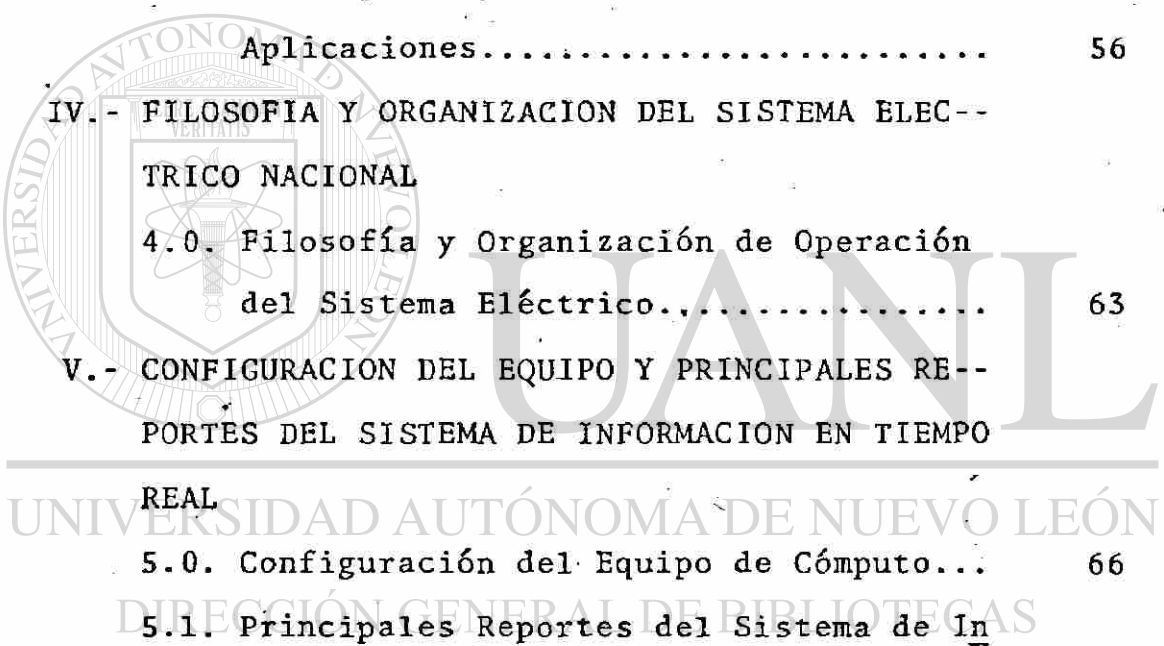 Aplicaciones........................... 56
IV.- FILOSOFIA Y ORGANIZACION DEL SISTEMA ELEC--
TRICO NACIONAL
4.0. Filosofía y Organización de Operación
del Sistema Eléctrico.................. 63
V.- CONFIGURACION DEL EQUIPO Y PRINCIPALES RE--
PORTES DEL SISTEMA DE INFORMACION EN TIEMPO
REAL
5.0. Configuración del Equipo de Cómputo... 66
5.1. Principales Reportes del Sistema de In
UANL
UNIVERSIDAD AUTÓNOMA DE NUEVO LEÓN
DIRECCIÓN GENERAL DE BIBLIOTECAS
VERITATIS